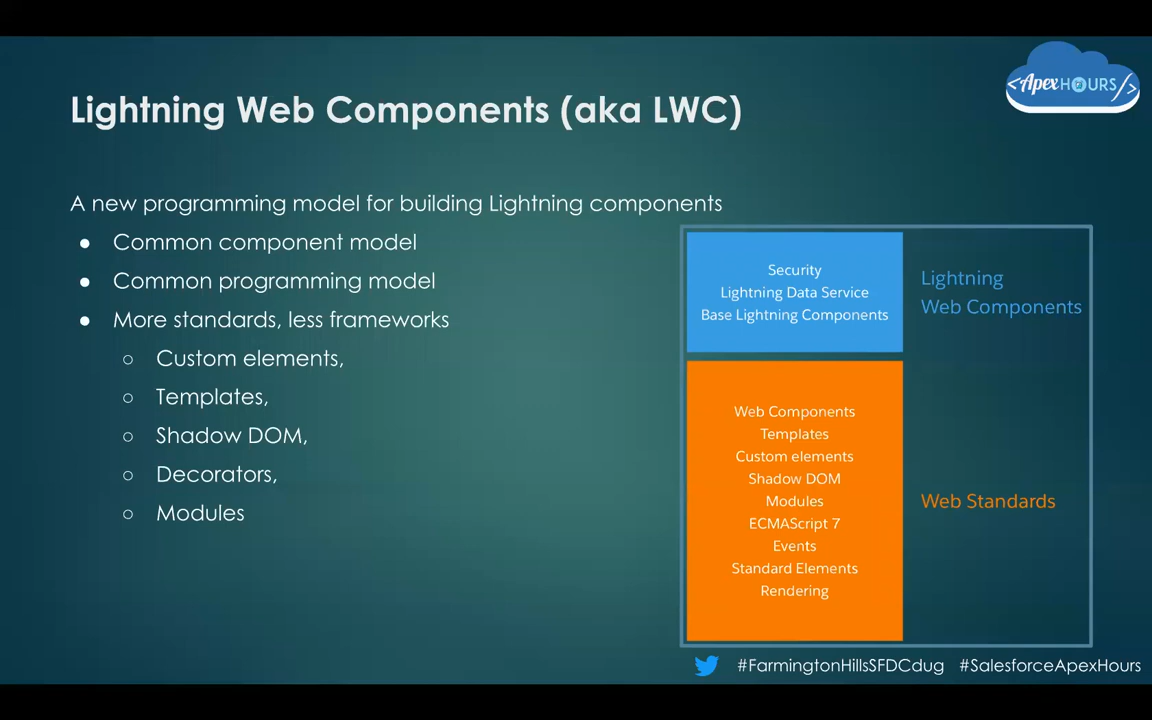 <ApexHOURS/>
Lightning Web Components (aka LWC)
A new programming model for building Lightning components
● Common component model
● Common programming model
● More standards, less frameworks
○ Custom elements,
○ Templates,
○ Shadow DOM,
○ Decorators,
○ Modules
Security
Lightning Data Service
Base Lightning Components
Lightning
Web Components
Web Components
Templates
Custom elements
Shadow DOM
Modules
ECMAScript 7
Events
Standard Elements
Rendering
Web Standards
#FarmingtonHillsSFDCdug #SalesforceApexHours